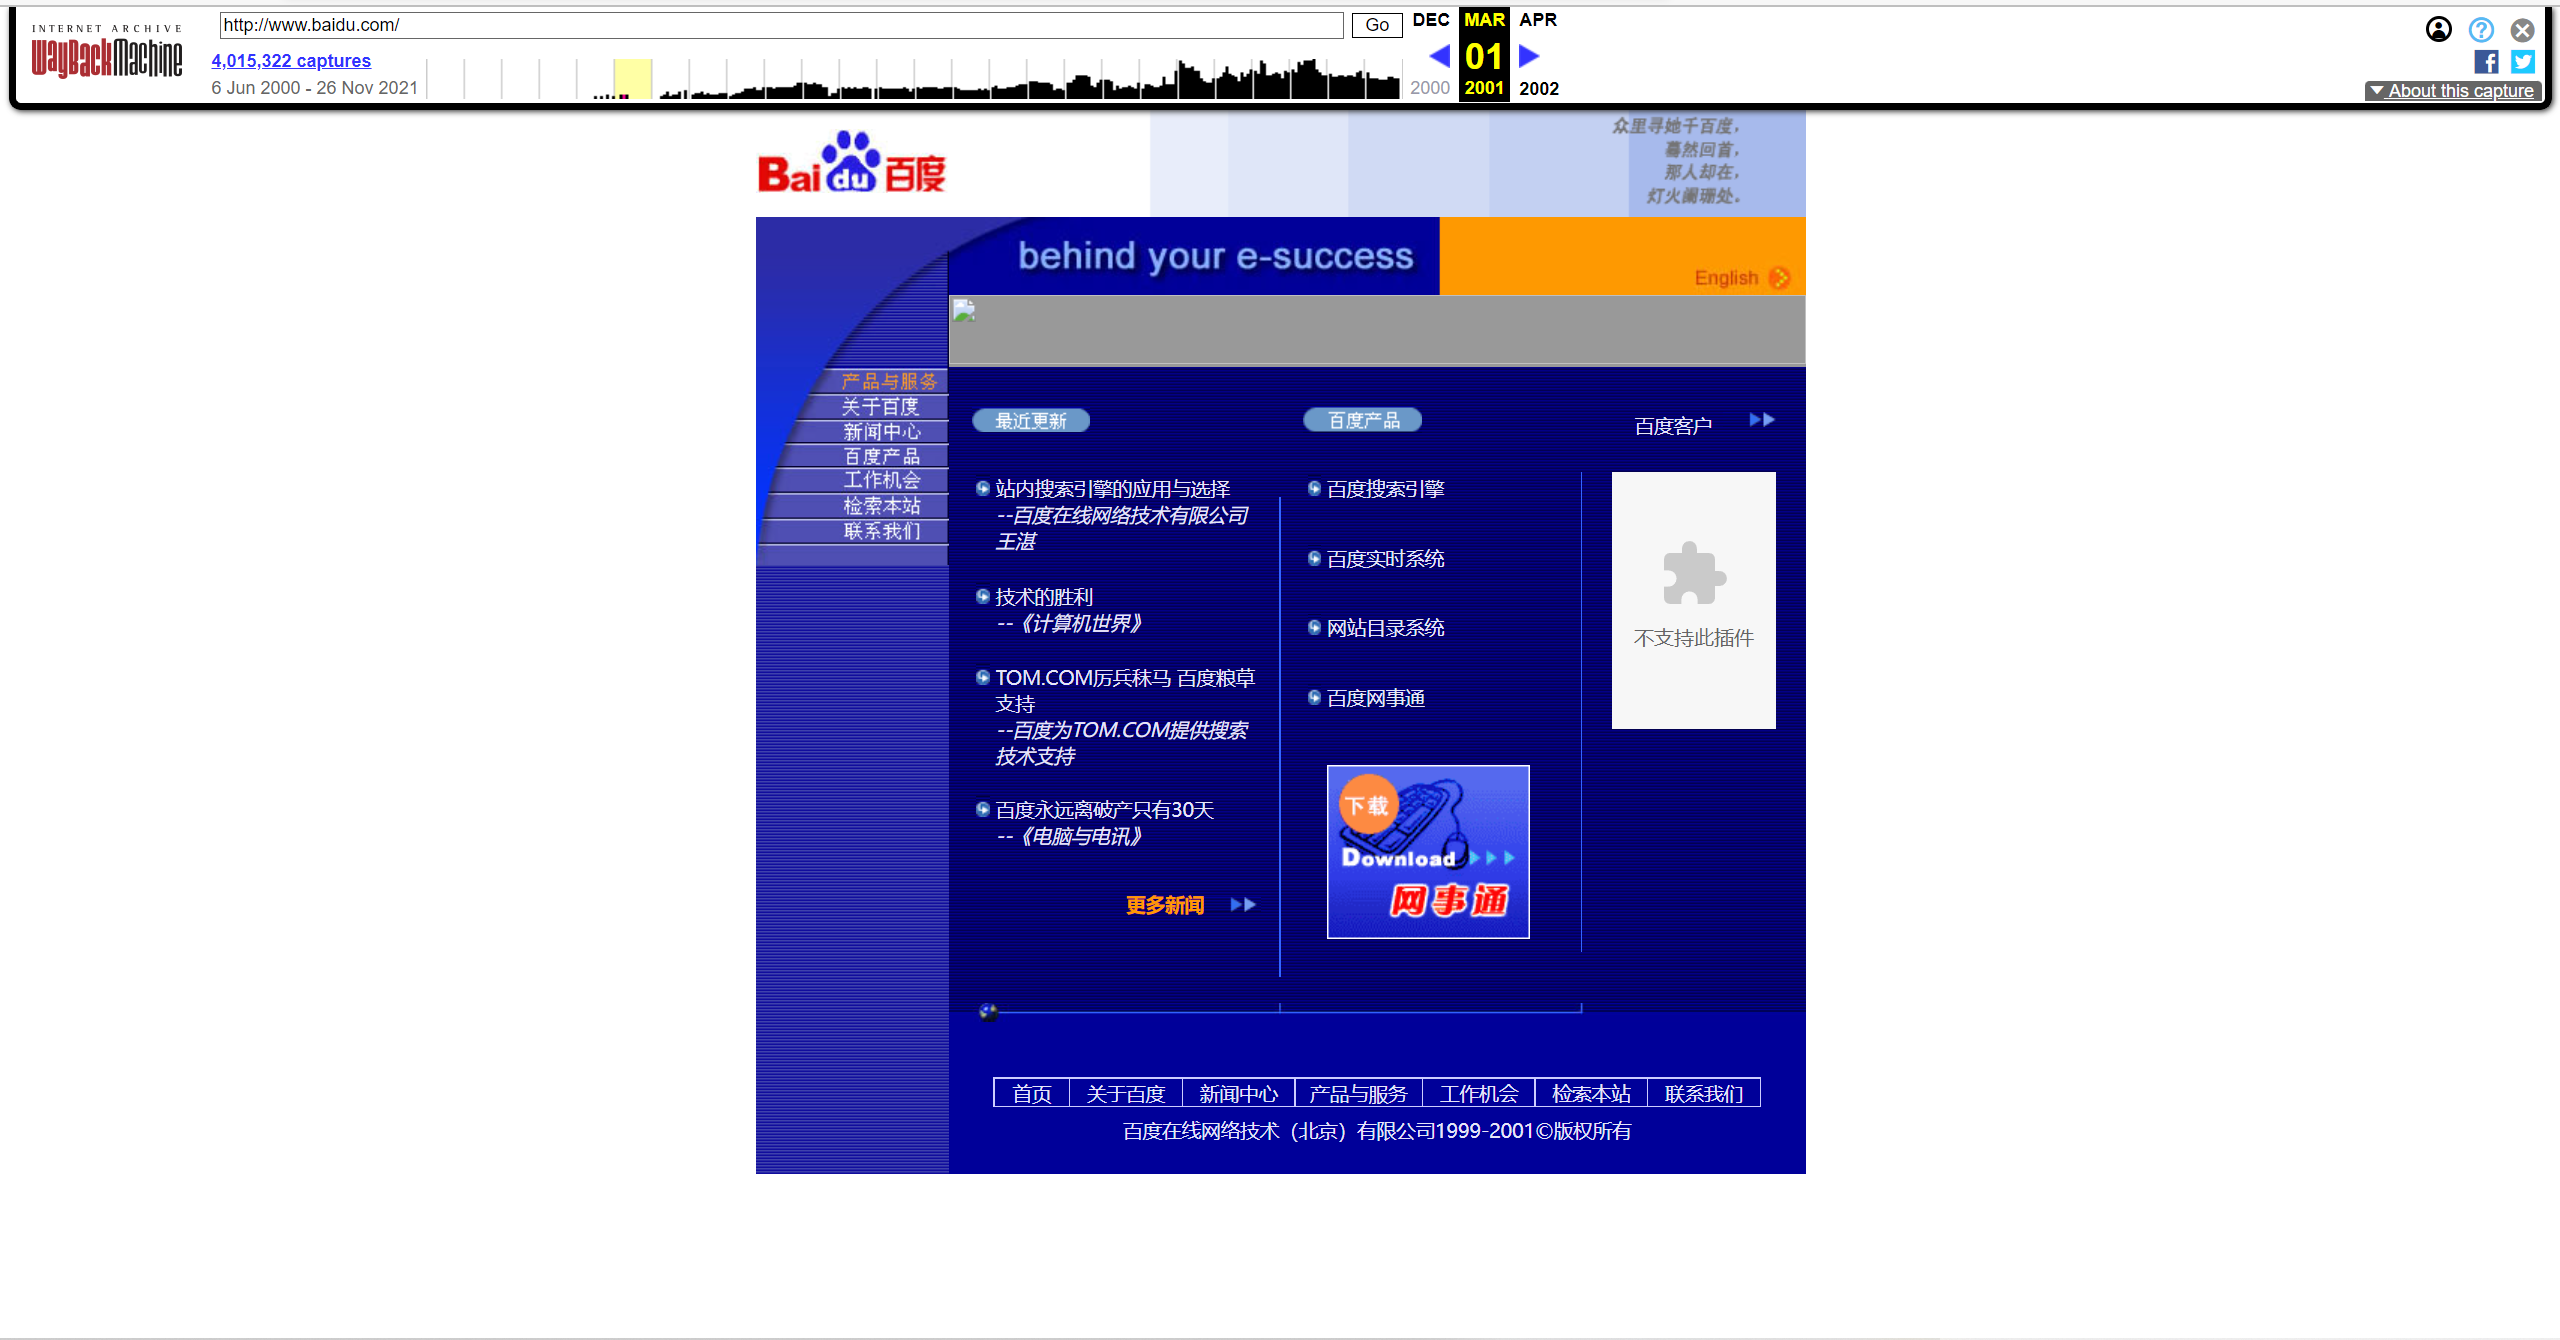 INTERNET ARCHIVE
WayBackMachine
http://www.baidu.com/
Go
DEC MAR APR
4,015,322 captures
01
6 Jun 2000 - 26 Nov 2021
2000 2001 2002
About this capture
Bai du 百度
众里寻她千百度，
蓦然回首，
那人却在，
灯火阑珊处。
behind your e-success
English
产品与服务
关于百度
新闻中心
百度产品
工作机会
检索本站
联系我们
最近更新
站内搜索引擎的应用与选择
--百度在线网络技术有限公司
王湛
技术的胜利
--《计算机世界》
TOM.COM厉兵秣马 百度粮草
支持
--百度为TOM.COM提供搜索
技术支持
百度永远离破产只有30天
--《电脑与电讯》
更多新闻
百度产品
百度搜索引擎
百度实时系统
网站目录系统
百度网事通
下载
Download
网事通
百度客户
不支持此插件
首页 关于百度 新闻中心 产品与服务 工作机会 检索本站 联系我们
百度在线网络技术（北京）有限公司1999-2001©版权所有